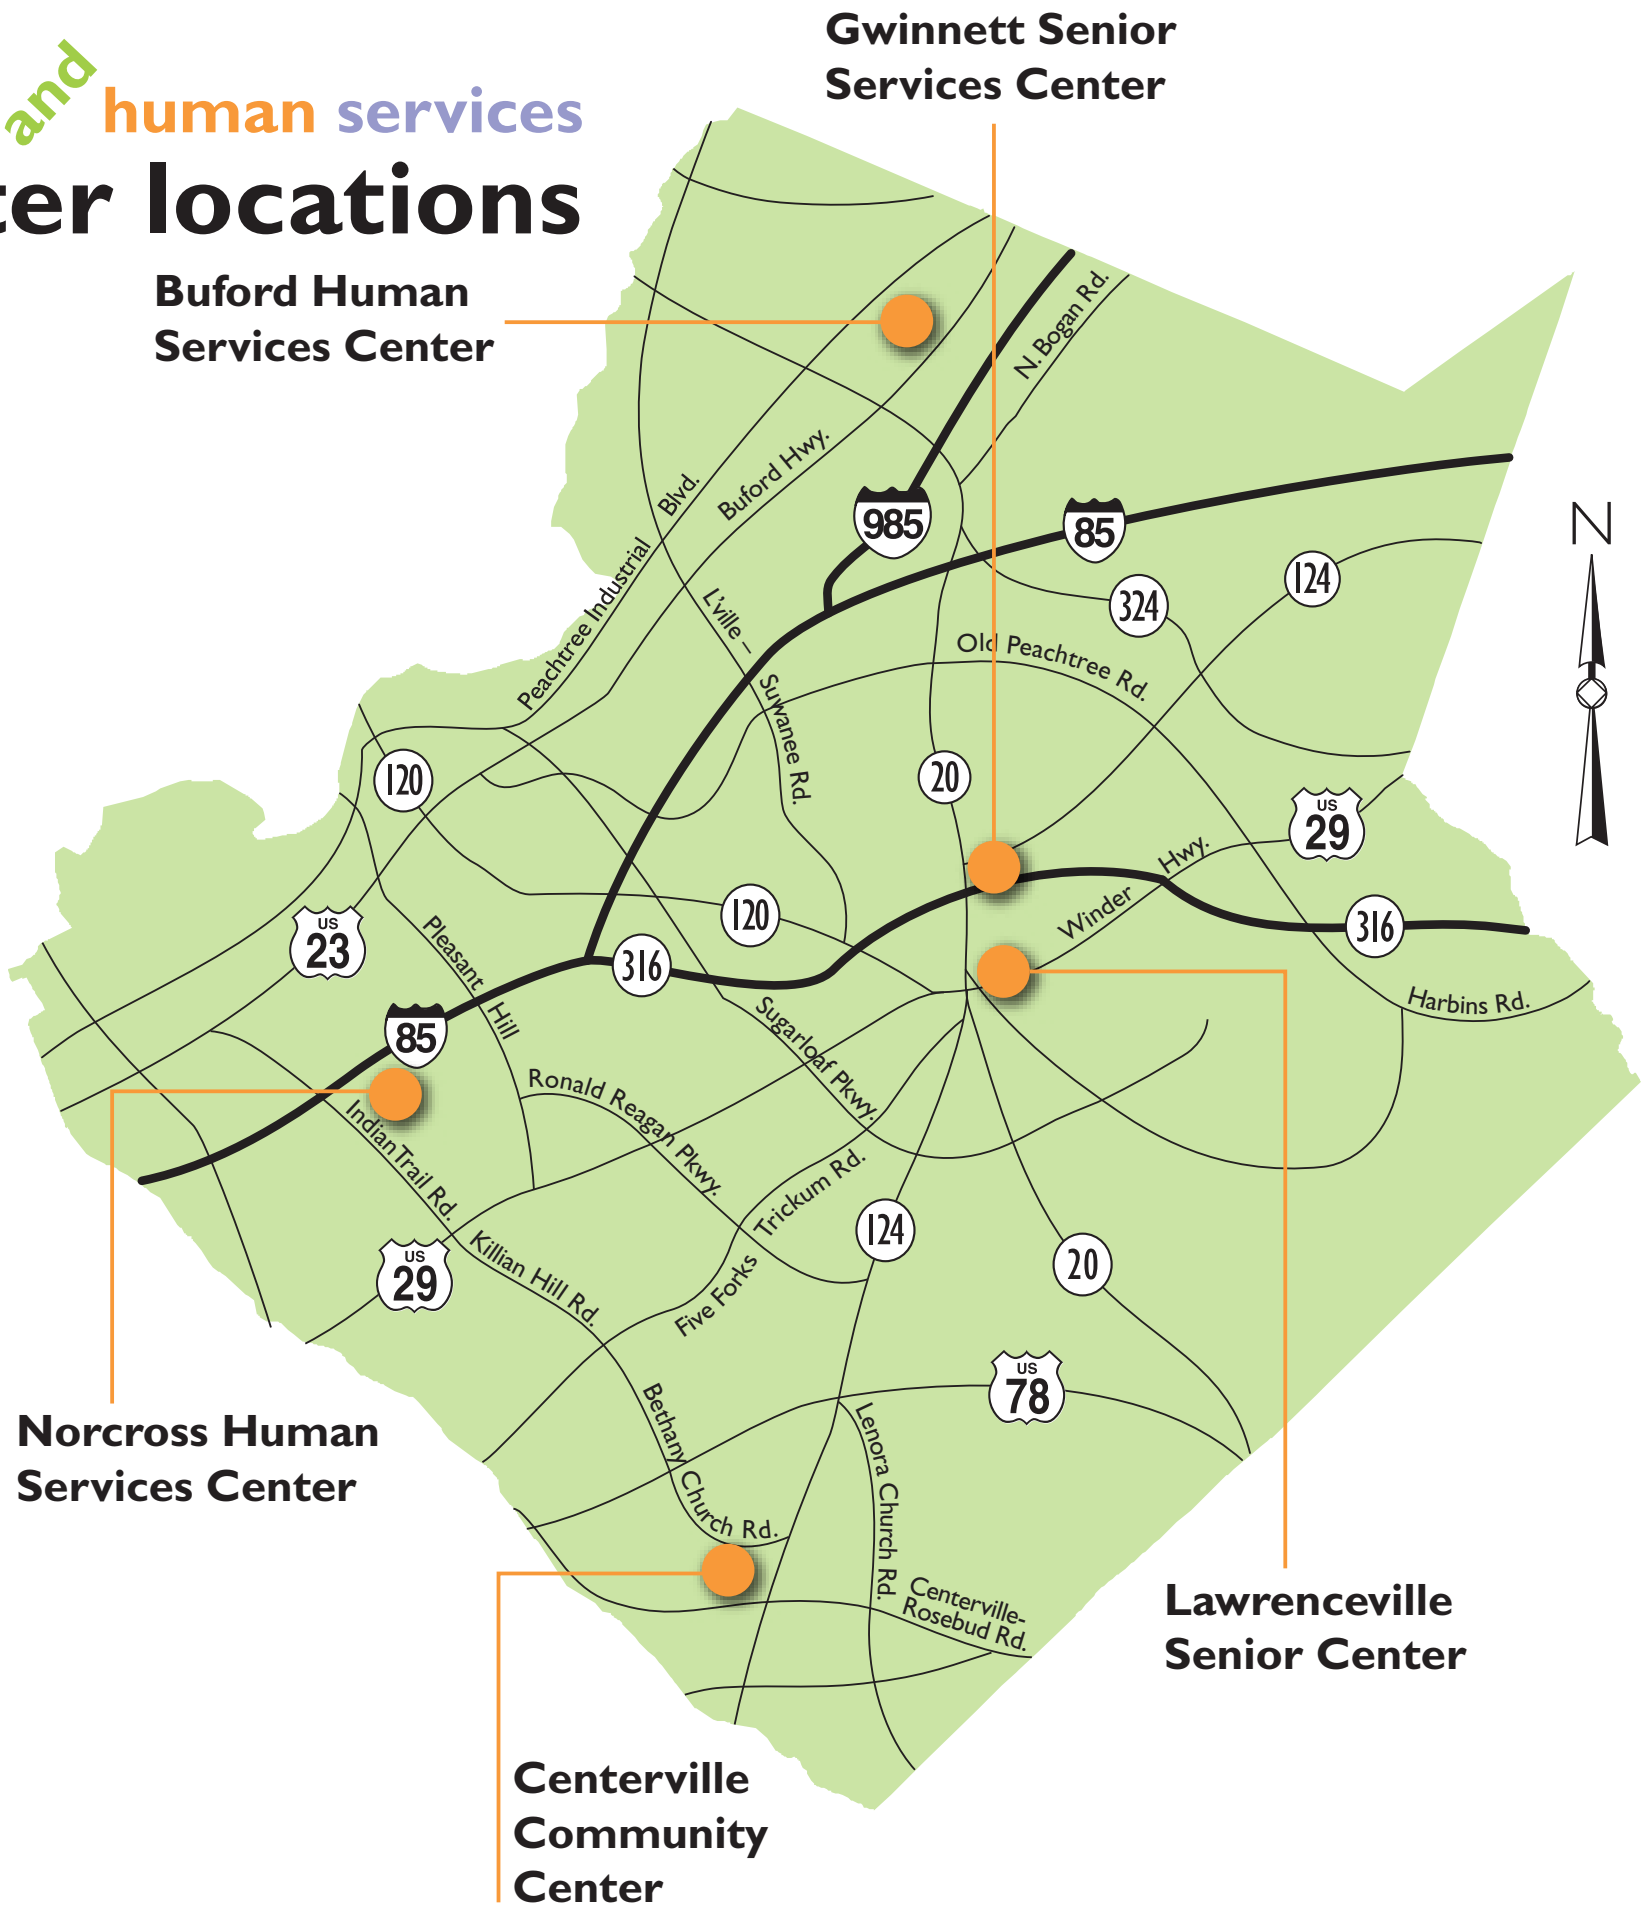 and
human services
ter locations
Gwinnett Senior
Services Center
Buford Human
Services Center
N. Bogan Rd.
Buford Hwy.
Peachtree Industrial Blvd.
985
85
324
124
N
L'ville –
Suwanee Rd.
Old Peachtree Rd.
120
20
US
29
Winder Hwy.
120
316
316
US
23
Pleasant Hill
85
Sugarloaf Pkwy.
Harbins Rd.
Ronald Reagan Pkwy.
Indian Trail Rd.
Five Forks Trickum Rd.
124
20
US
29
Killian Hill Rd.
US
78
Bethany Church Rd.
Lenora Church Rd.
Centerville-
Rosebud Rd.
Norcross Human
Services Center
Lawrenceville
Senior Center
Centerville
Community
Center